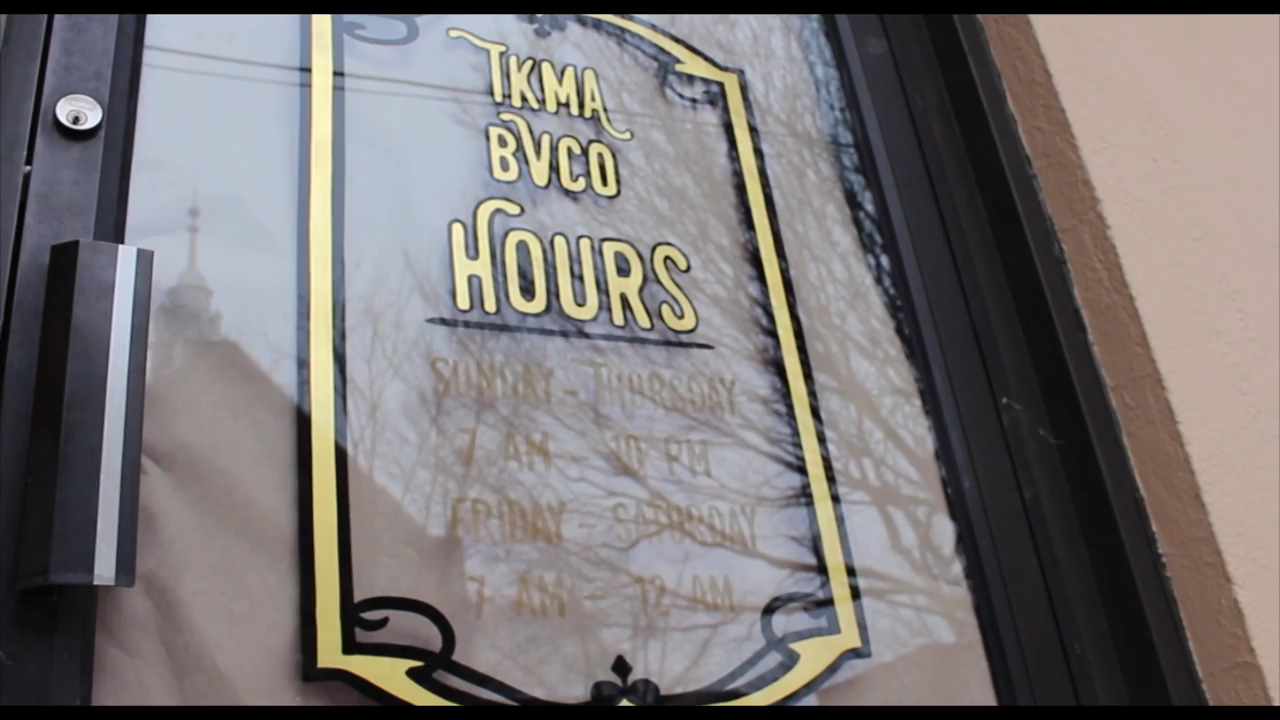 TKMA
BVCO
HOURS
SUNDAY - THURSDAY
7 AM - 10 PM
FRIDAY - SATURDAY
7 AM - 12 AM